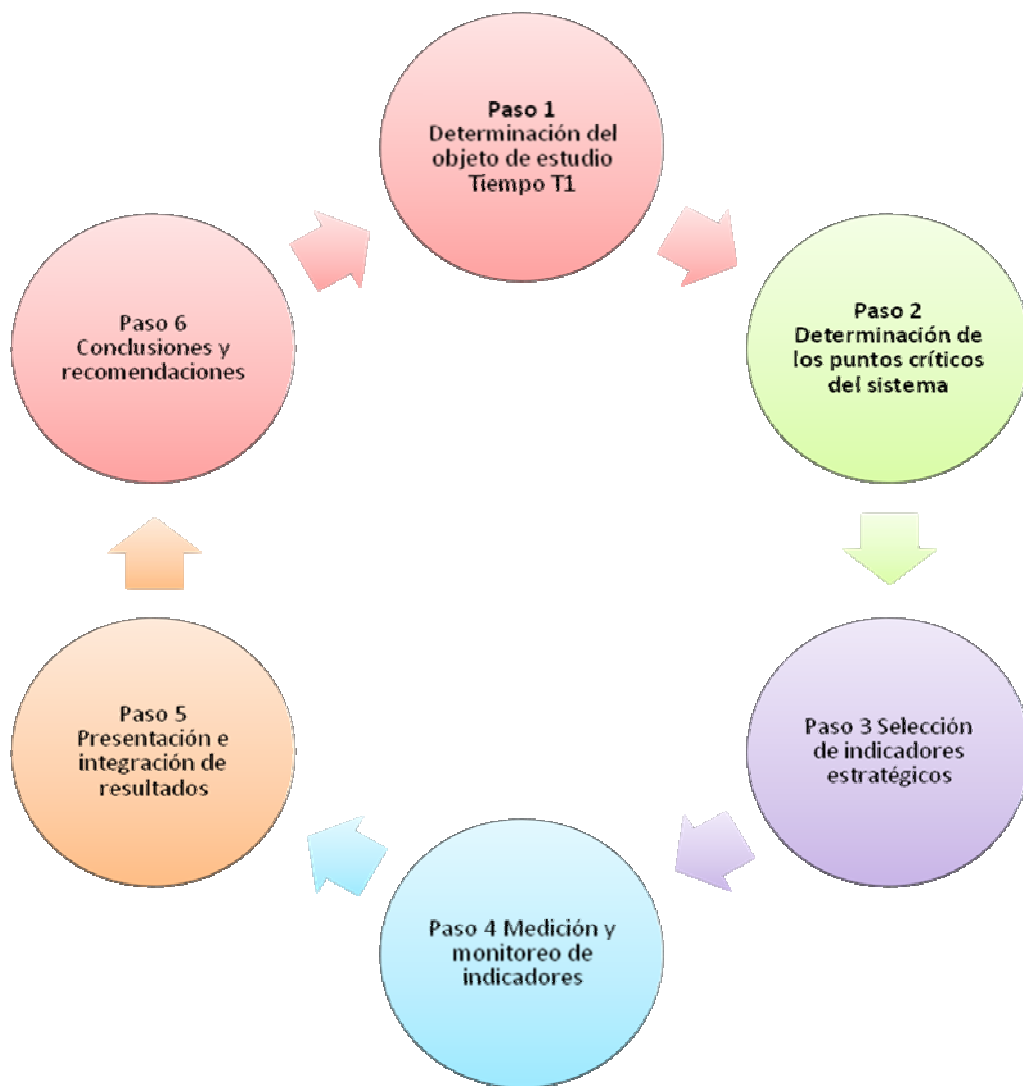 Paso 1
Determinación del
objeto de estudio
Tiempo T1
Paso 2
Determinación de
los puntos críticos
del sistema
Paso 3 Selección
de indicadores
estratégicos
Paso 4 Medición y
monitoreo de
indicadores
Paso 5
Presentación e
integración de
resultados
Paso 6
Conclusiones y
recomendaciones